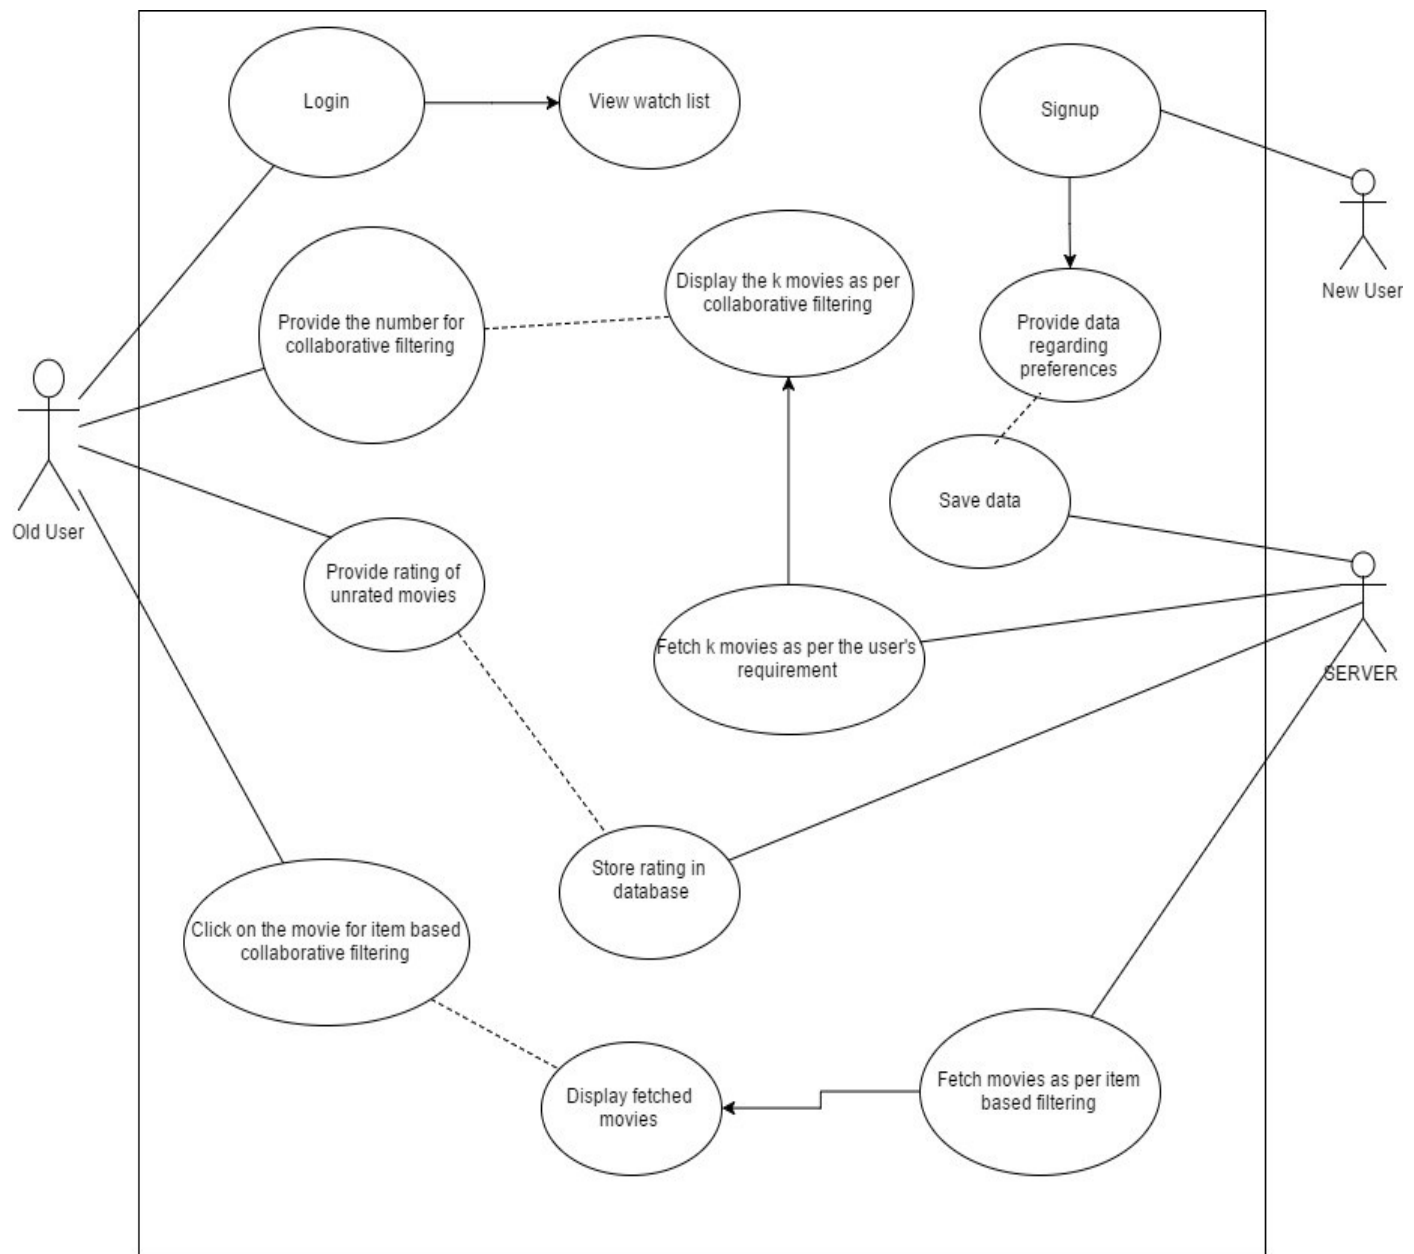 Login
View watch list
Signup
New User
Provide the number for
collaborative filtering
Display the k movies as per
collaborative filtering
Provide data
regarding
preferences
Old User
Save data
Provide rating of
unrated movies
Fetch k movies as per the user's
requirement
SERVER
Store rating in
database
Click on the movie for item based
collaborative filtering
Display fetched
movies
Fetch movies as per item
based filtering